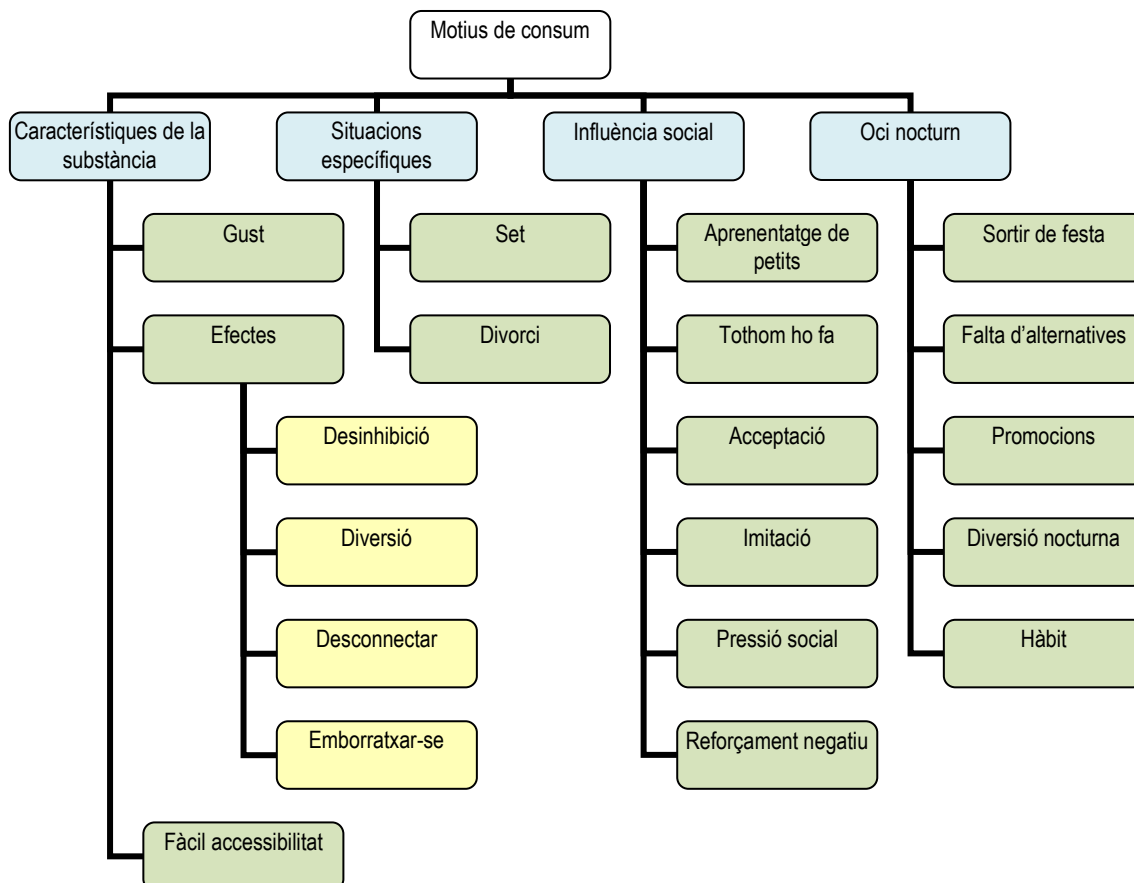 Motius de consum
Característiques de la
substància
Situacions
específiques
Influència social
Oci nocturn
Gust
Set
Aprenentatge de
petits
Sortir de festa
Efectes
Divorci
Tothom ho fa
Falta d’alternatives
Desinhibició
Acceptació
Promocions
Diversió
Imitació
Diversió nocturna
Desconnectar
Pressió social
Hàbit
Emborratxar-se
Reforçament negatiu
Fàcil accessibilitat